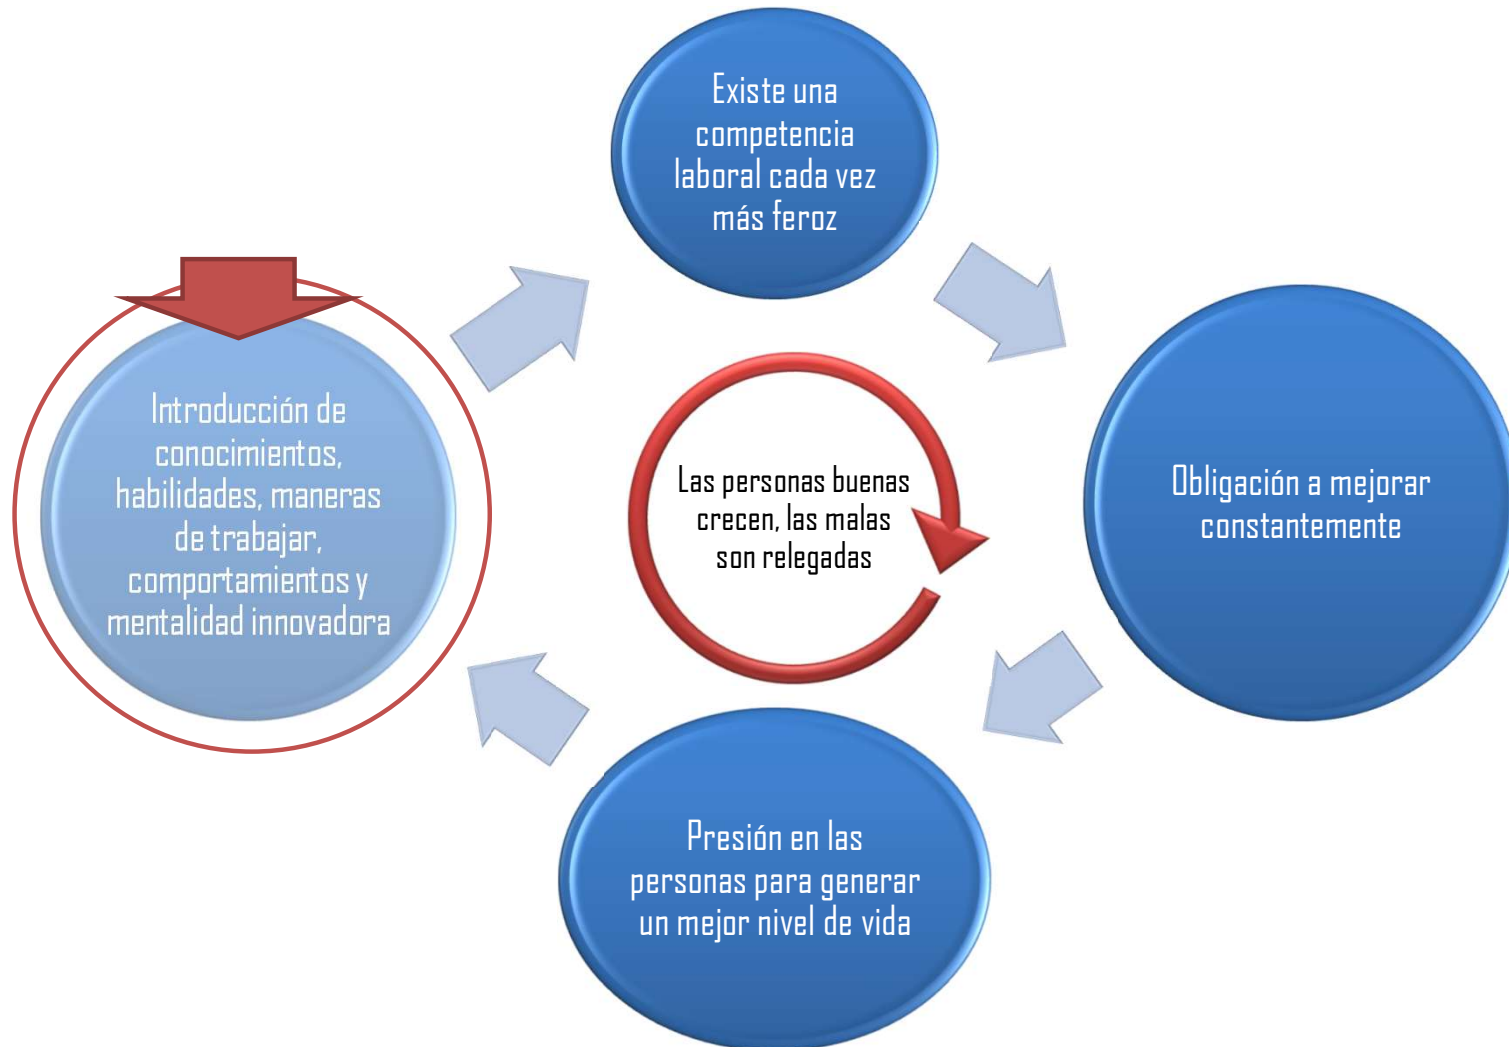 Existe una
competencia
laboral cada vez
más feroz
Introducción de
conocimientos,
habilidades, maneras
de trabajar,
comportamientos y
mentalidad innovadora
Las personas buenas
crecen, las malas
son relegadas
Obligación a mejorar
constantemente
Presión en las
personas para generar
un mejor nivel de vida